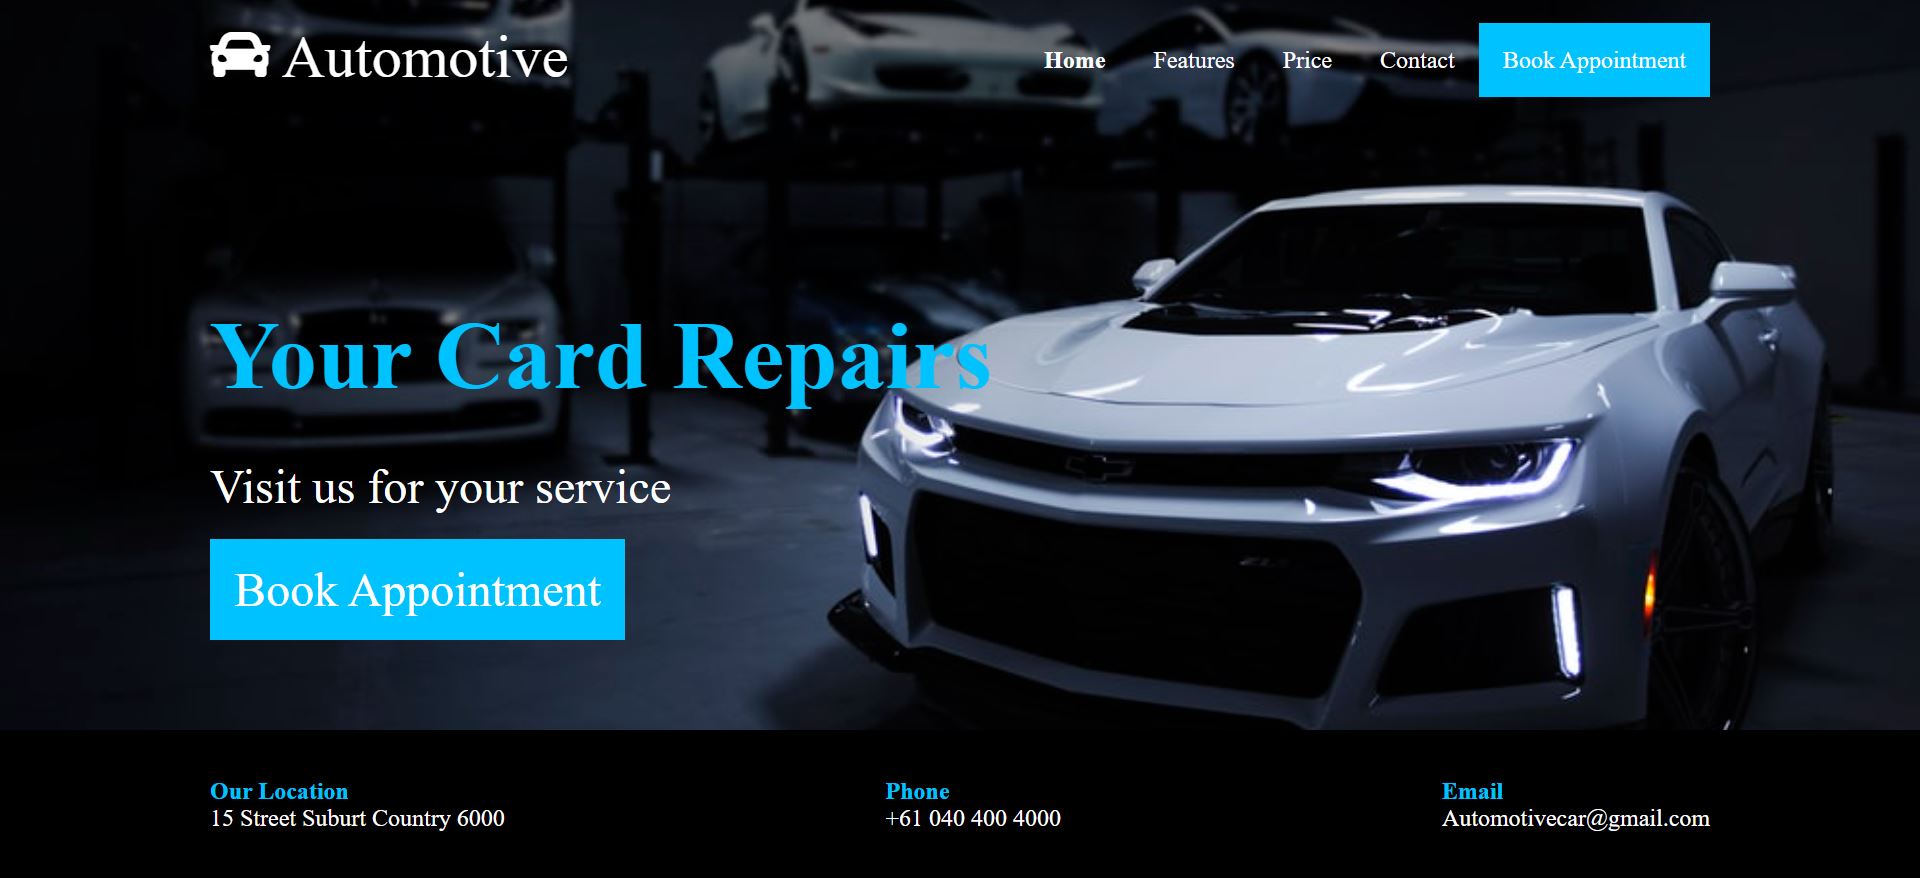 Automotive
Home Features Price Contact Book Appointment
Your Card Repairs
Visit us for your service
Book Appointment
Our Location
15 Street Suburt Country 6000
Phone
+61 040 400 4000
Email
Automotivecar@gmail.com